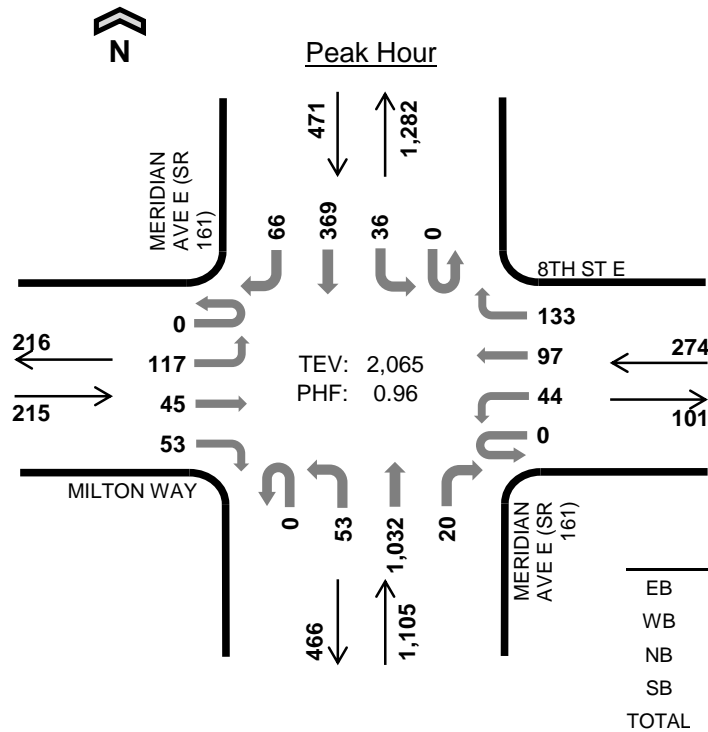 N
Peak Hour
471
1,282
MERIDIAN
AVE E (SR
161)
66
369
36
0
8TH ST E
0
117
45
53
133
97
44
0
TEV: 2,065
PHF: 0.96
216
215
274
101
MILTON WAY
0
53
1,032
20
MERIDIAN
AVE E (SR
161)
466
1,105
EB
WB
NB
SB
TOTAL